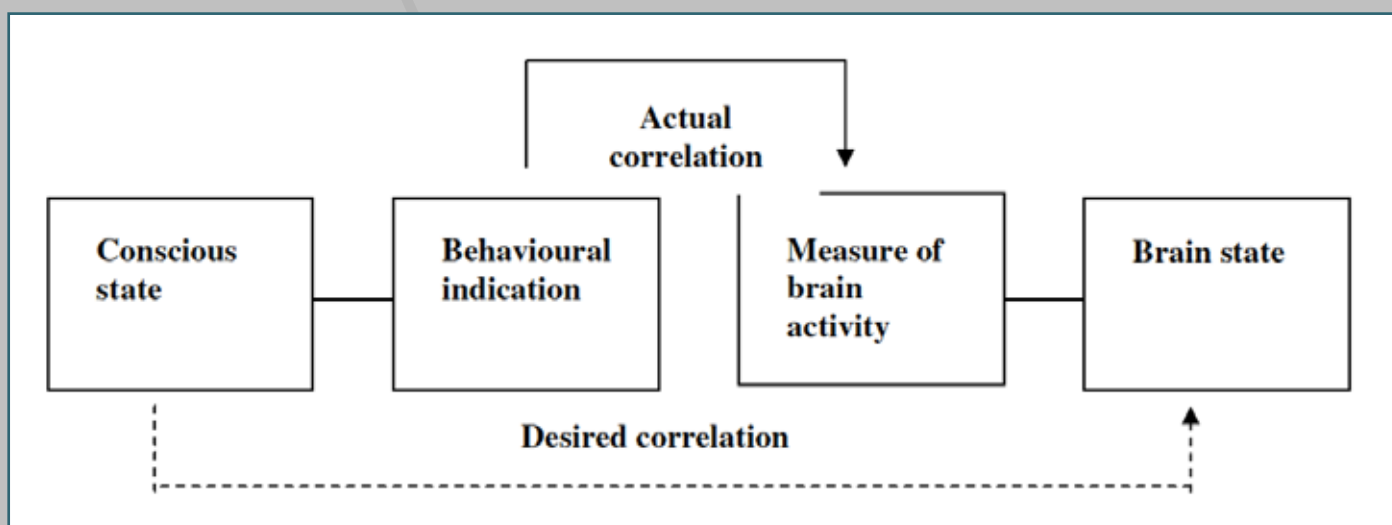 Actual
correlation
Conscious
state
Behavioural
indication
Measure of
brain
activity
Brain state
Desired correlation